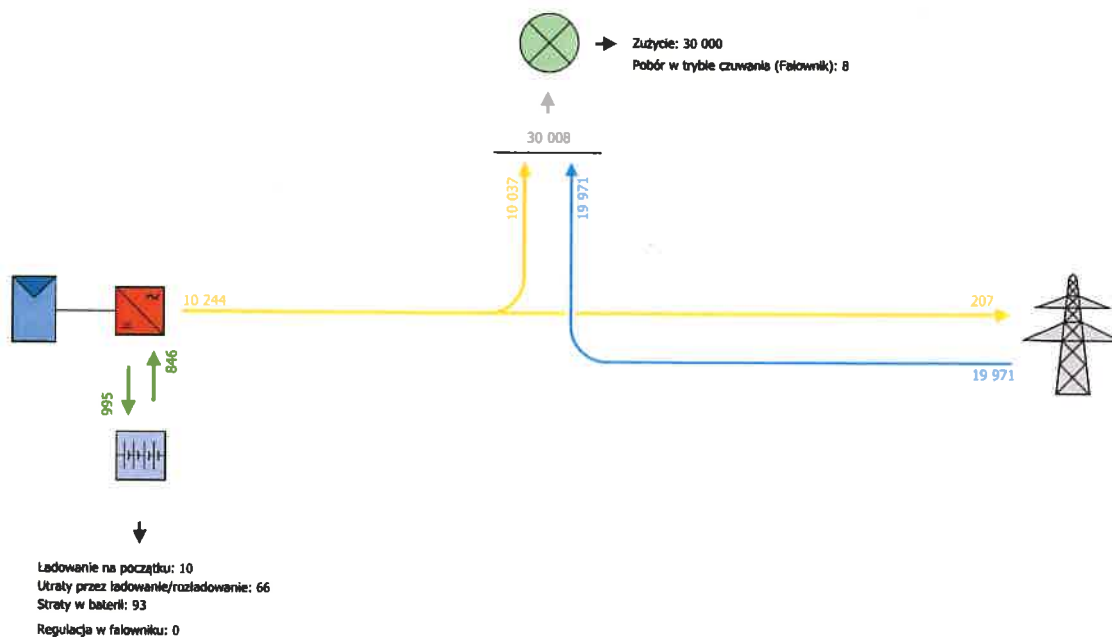 Zużycie: 30 000
Pobór w trybie czuwania (Falownik): 8
30 008
10 037
19 971
10 244
207
19 971
995
846
Ładowanie na początku: 10
Utraty przez ładowanie/rozładowanie: 66
Straty w baterii: 93
Regulacja w falowniku: 0